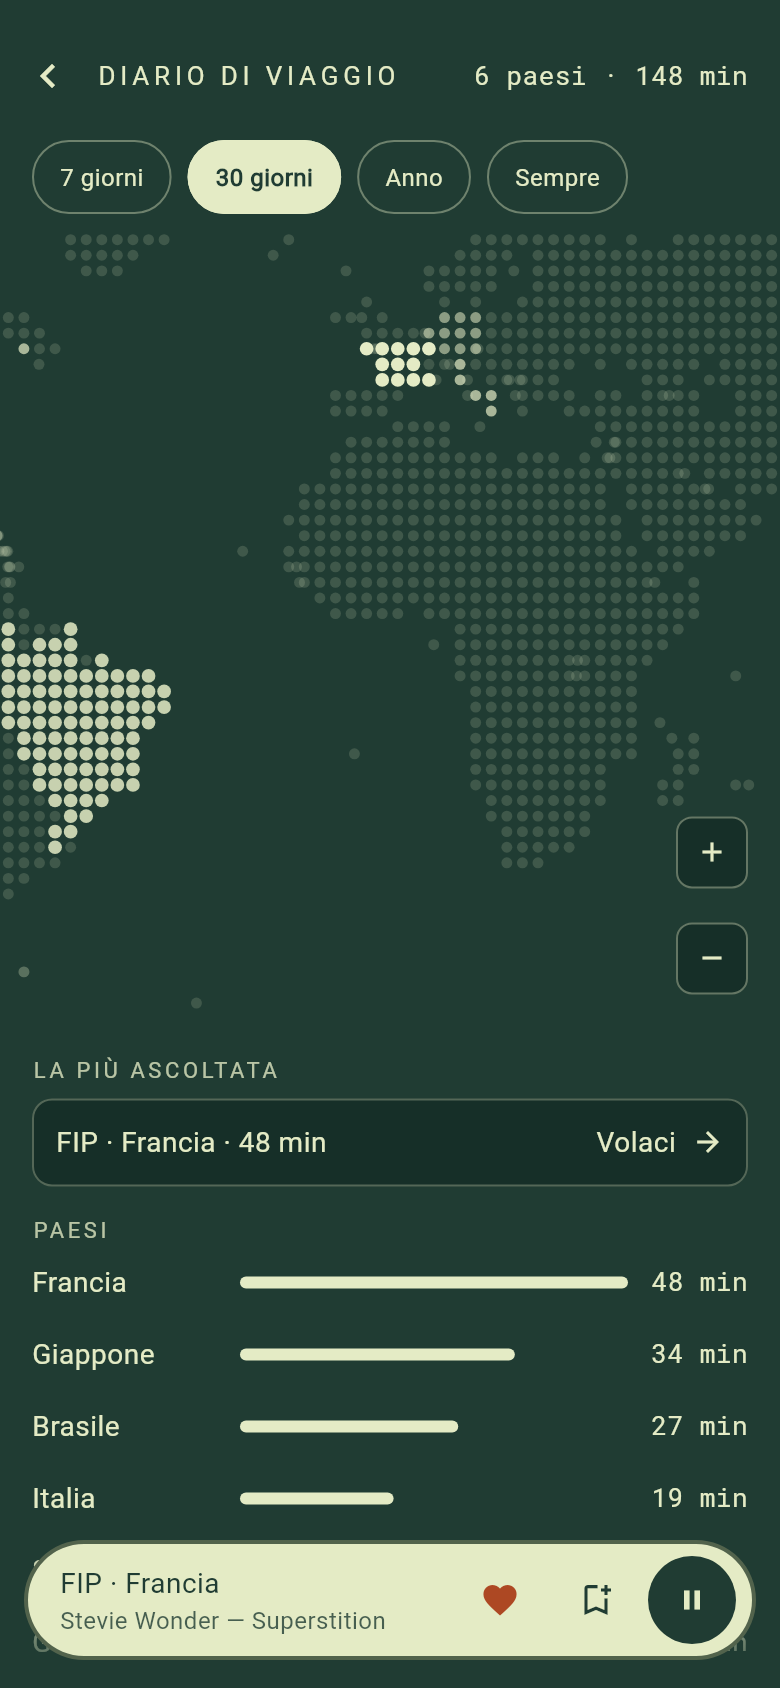 DIARIO DI VIAGGIO 6 paesi · 148 min
7 giorni 30 giorni Anno Sempre
+
−
LA PIÙ ASCOLTATA
FIP · Francia · 48 min Volaci →
PAESI
Francia 48 min
Giappone 34 min
Brasile 27 min
Italia 19 min
FIP · Francia
Stevie Wonder — Superstition